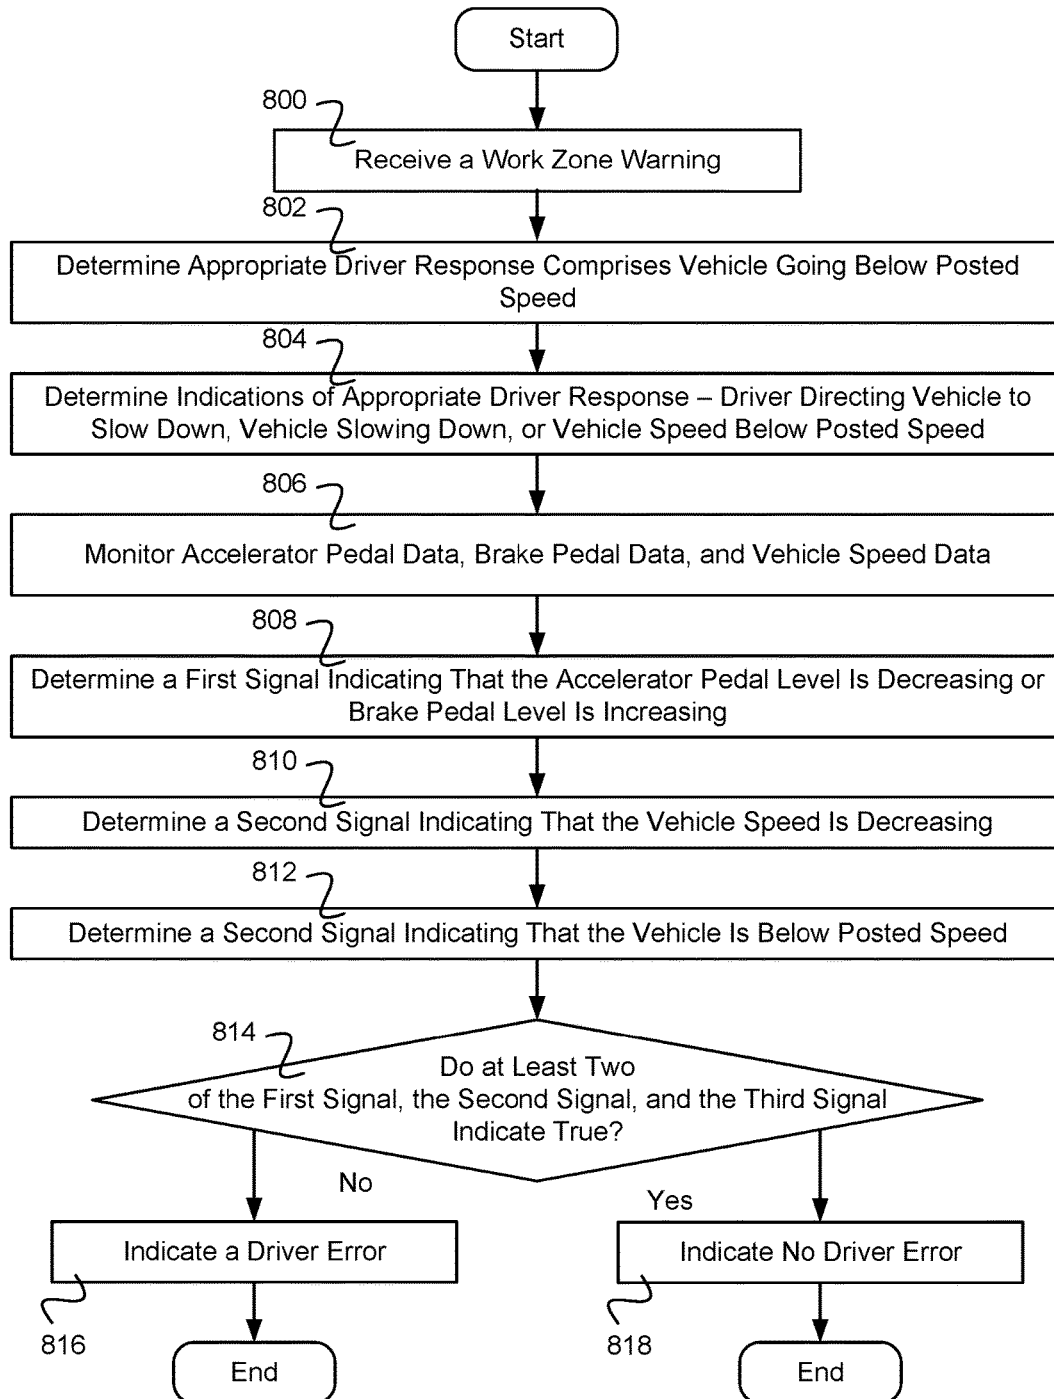 Start
800
Receive a Work Zone Warning
802
Determine Appropriate Driver Response Comprises Vehicle Going Below Posted
Speed
804
Determine Indications of Appropriate Driver Response – Driver Directing Vehicle to
Slow Down, Vehicle Slowing Down, or Vehicle Speed Below Posted Speed
806
Monitor Accelerator Pedal Data, Brake Pedal Data, and Vehicle Speed Data
808
Determine a First Signal Indicating That the Accelerator Pedal Level Is Decreasing or
Brake Pedal Level Is Increasing
810
Determine a Second Signal Indicating That the Vehicle Speed Is Decreasing
812
Determine a Second Signal Indicating That the Vehicle Is Below Posted Speed
814
Do at Least Two
of the First Signal, the Second Signal, and the Third Signal
Indicate True?
No
Yes
Indicate a Driver Error
Indicate No Driver Error
816
818
End
End